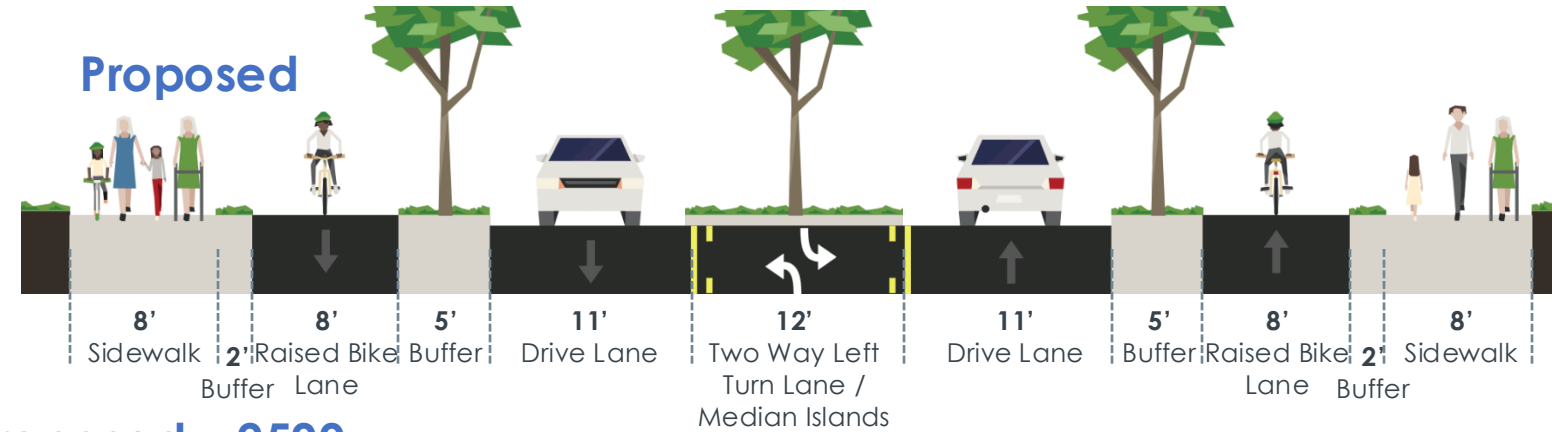 Proposed
8’
Sidewalk
2’
Buffer
8’
Raised Bike
Lane
5’
Buffer
11’
Drive Lane
12’
Two Way Left
Turn Lane /
Median Islands
11’
Drive Lane
5’
Buffer
8’
Raised Bike
Lane
2’
Buffer
8’
Sidewalk